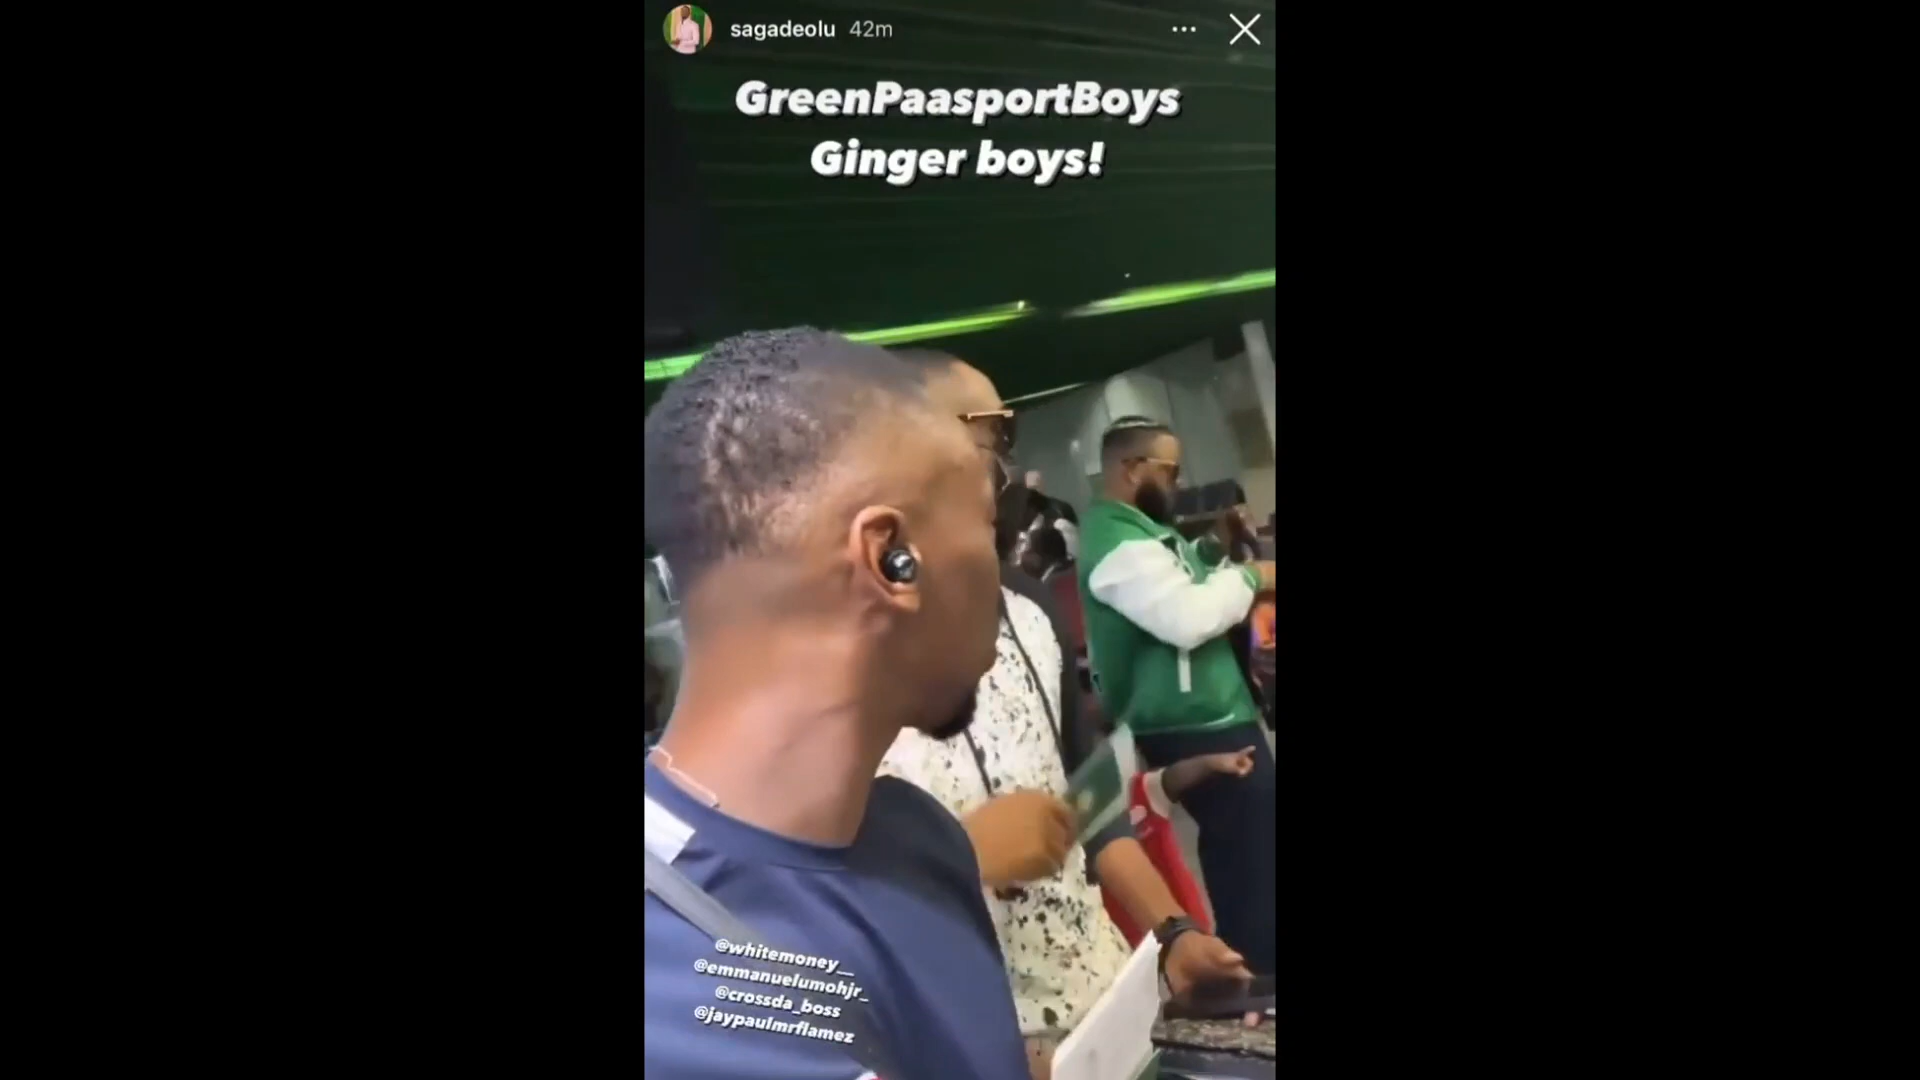 sagadeolu 42m
GreenPaasportBoys
Ginger boys!
@whitemoney__
@emmanuelumohjr_
@crossda_boss
@jaypaulmrflamez